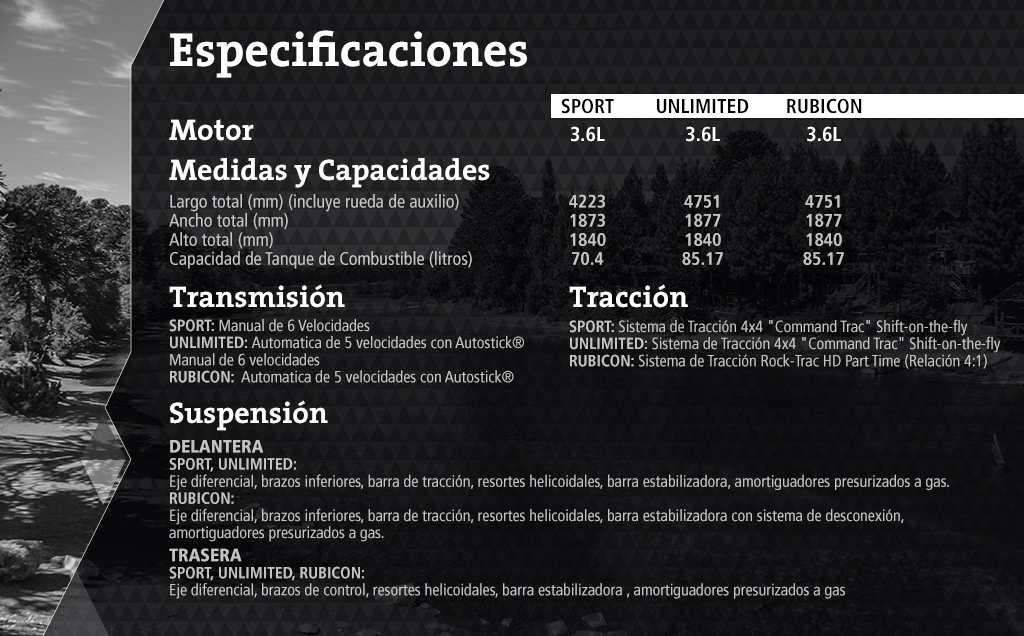 Especificaciones
SPORT UNLIMITED RUBICON
Motor 3.6L 3.6L 3.6L
Medidas y Capacidades
Largo total (mm) (incluye rueda de auxilio) 4223 4751 4751
Ancho total (mm) 1873 1877 1877
Alto total (mm) 1840 1840 1840
Capacidad de Tanque de Combustible (litros) 70.4 85.17 85.17
Transmisión
SPORT: Manual de 6 Velocidades
UNLIMITED: Automatica de 5 velocidades con Autostick®
Manual de 6 velocidades
RUBICON: Automatica de 5 velocidades con Autostick®
Tracción
SPORT: Sistema de Tracción 4x4 "Command Trac" Shift-on-the-fly
UNLIMITED: Sistema de Tracción 4x4 "Command Trac" Shift-on-the-fly
RUBICON: Sistema de Tracción Rock-Trac HD Part Time (Relación 4:1)
Suspensión
DELANTERA
SPORT, UNLIMITED:
Eje diferencial, brazos inferiores, barra de tracción, resortes helicoidales, barra estabilizadora, amortiguadores presurizados a gas.
RUBICON:
Eje diferencial, brazos inferiores, barra de tracción, resortes helicoidales, barra estabilizadora con sistema de desconexión,
amortiguadores presurizados a gas.
TRASERA
SPORT, UNLIMITED, RUBICON:
Eje diferencial, brazos de control, resortes helicoidales, barra estabilizadora , amortiguadores presurizados a gas